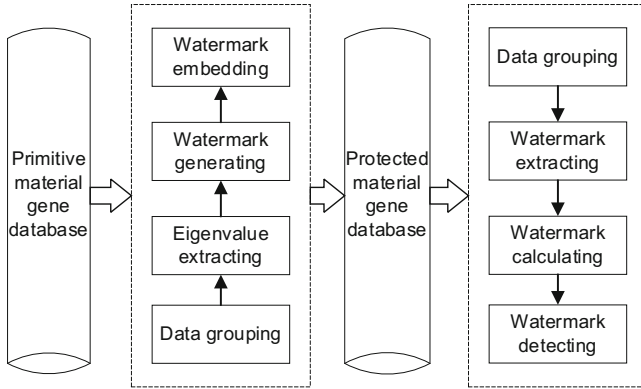 Primitive
material
gene
database
Watermark
embedding
Watermark
generating
Eigenvalue
extracting
Data grouping
Protected
material
gene
database
Data grouping
Watermark
extracting
Watermark
calculating
Watermark
detecting